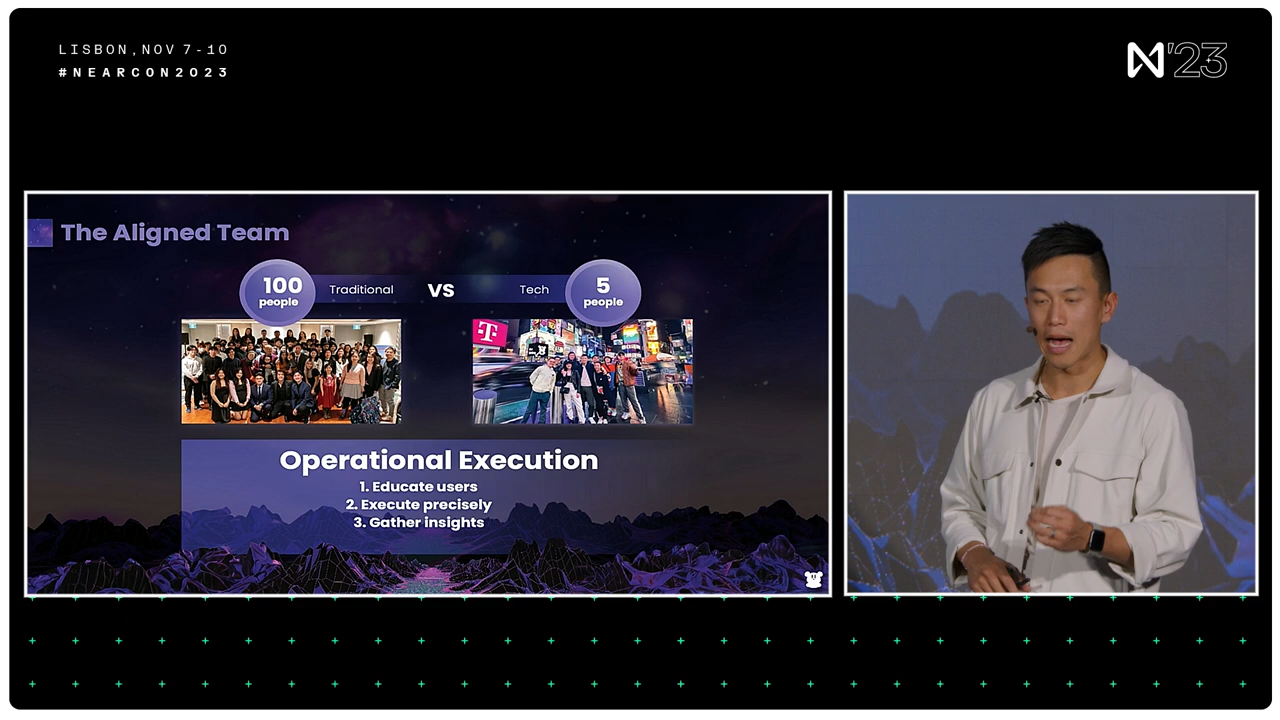 LISBON, NOV 7-10
#NEARCON2023
N'23
The Aligned Team
100
people
Traditional
VS
Tech
5
people
T
Operational Execution
1. Educate users
2. Execute precisely
3. Gather insights